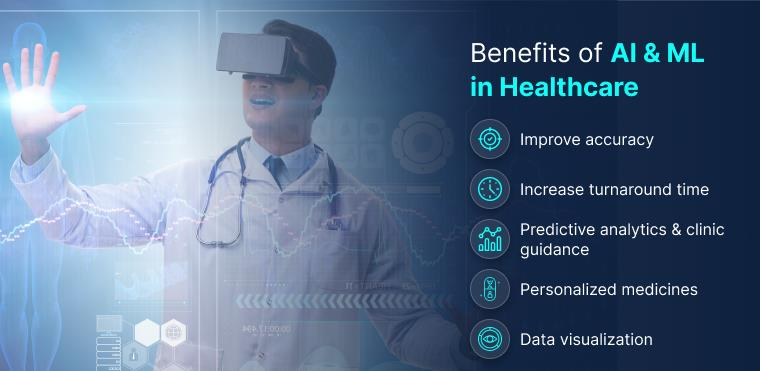 Benefits of AI & ML
in Healthcare
Improve accuracy
Increase turnaround time
Predictive analytics & clinic
guidance
Personalized medicines
Data visualization